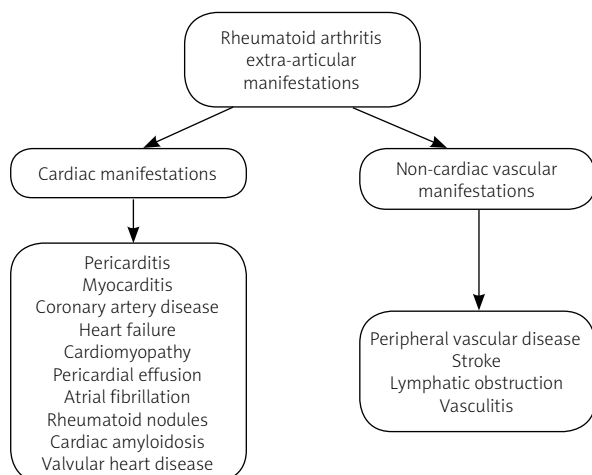 Rheumatoid arthritis
extra-articular
manifestations
Cardiac manifestations
Non-cardiac vascular
manifestations
Pericarditis
Myocarditis
Coronary artery disease
Heart failure
Cardiomyopathy
Pericardial effusion
Atrial fibrillation
Rheumatoid nodules
Cardiac amyloidosis
Valvular heart disease
Peripheral vascular disease
Stroke
Lymphatic obstruction
Vasculitis